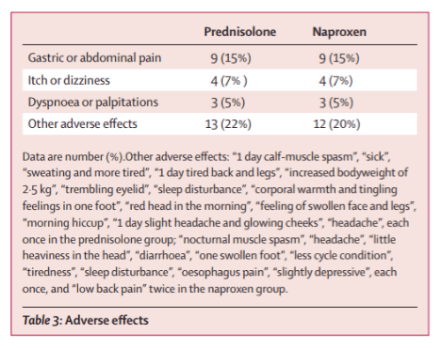 Prednisolone Naproxen
Gastric or abdominal pain 9 (15%) 9 (15%)
Itch or dizziness 4 (7% ) 4 (7%)
Dyspnoea or palpitations 3 (5%) 3 (5%)
Other adverse effects 13 (22%) 12 (20%)
Data are number (%).Other adverse effects: “1 day calf-muscle spasm”, “sick”,
“sweating and more tired”, “1 day tired back and legs”, “increased bodyweight of
2·5 kg”, “trembling eyelid”, “sleep disturbance”, “corporal warmth and tingling
feelings in one foot”, “red head in the morning”, “feeling of swollen face and legs”,
“morning hiccup”, “1 day slight headache and glowing cheeks”, “headache”, each
once in the prednisolone group; “nocturnal muscle spasm”, “headache”, “little
heaviness in the head”, “diarrhoea”, “one swollen foot”, “less cycle condition”,
“tiredness”, “sleep disturbance”, “oesophagus pain”, “slightly depressive”, each
once, and “low back pain” twice in the naproxen group.
Table 3: Adverse effects